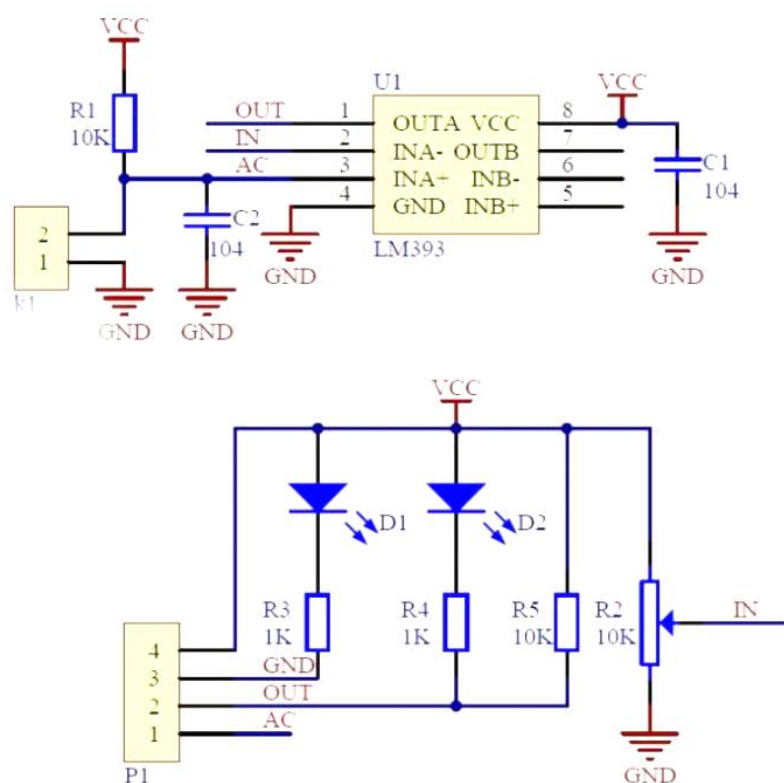 VCC
R1
10K
OUT
IN
AC
C2
104
2
1
k1
GND
GND
GND
U1
1
2
3
4
OUTA VCC
INA- OUTB
INA+ INB-
GND INB+
8
7
6
5
LM393
VCC
C1
104
GND
VCC
D1
D2
R3
1K
R4
1K
R5
10K
R2
10K
IN
4
3
2
1
GND
OUT
AC
P1
GND